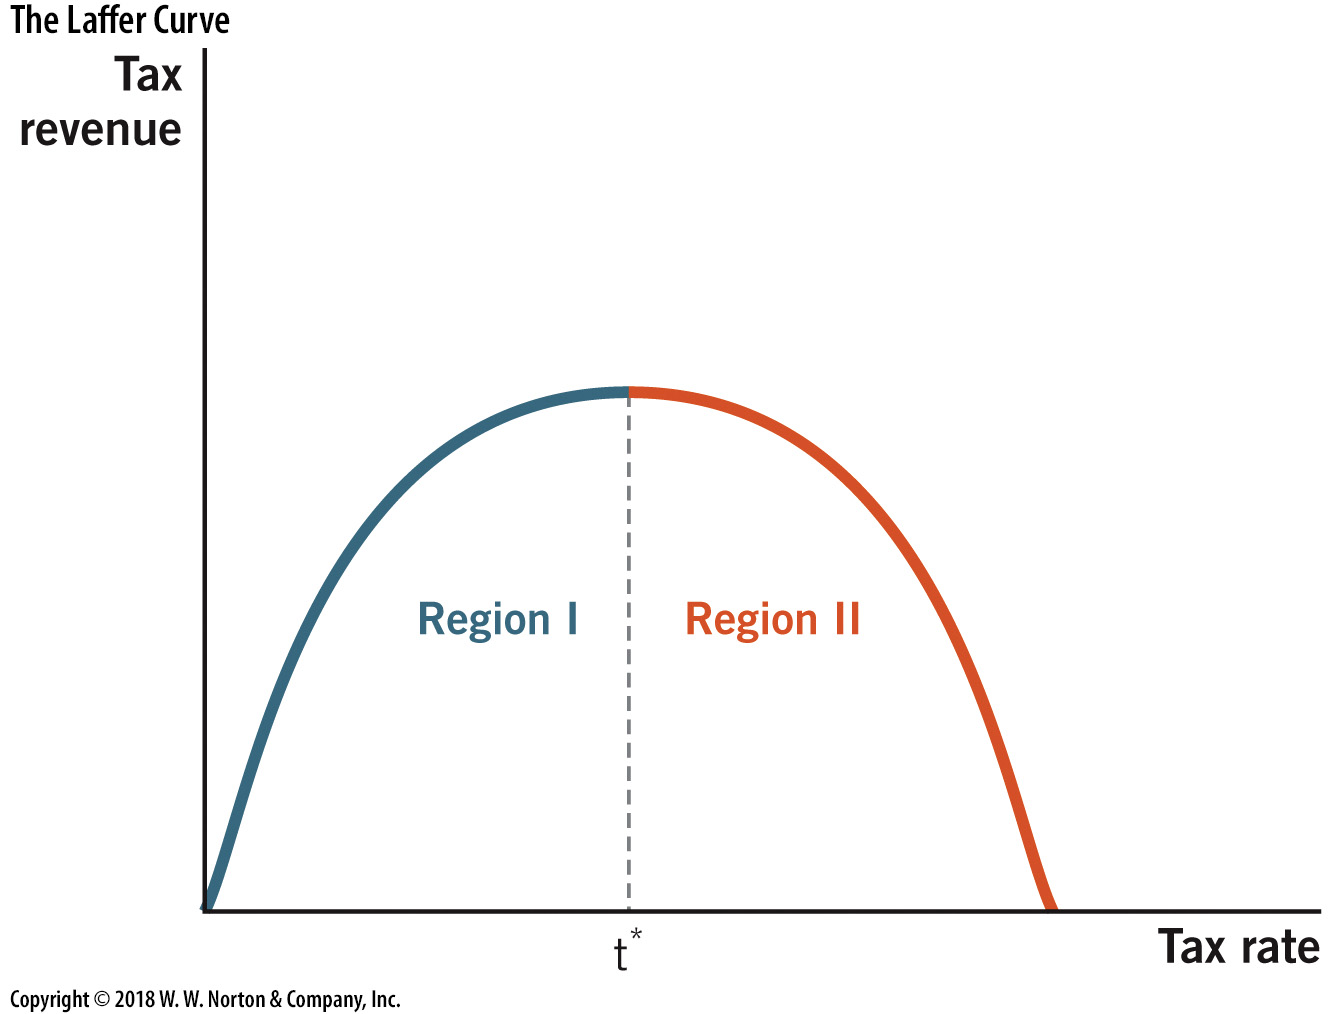 The Laffer Curve
Tax
revenue
Region I
Region II
t*
Tax rate
Copyright © 2018 W. W. Norton & Company, Inc.